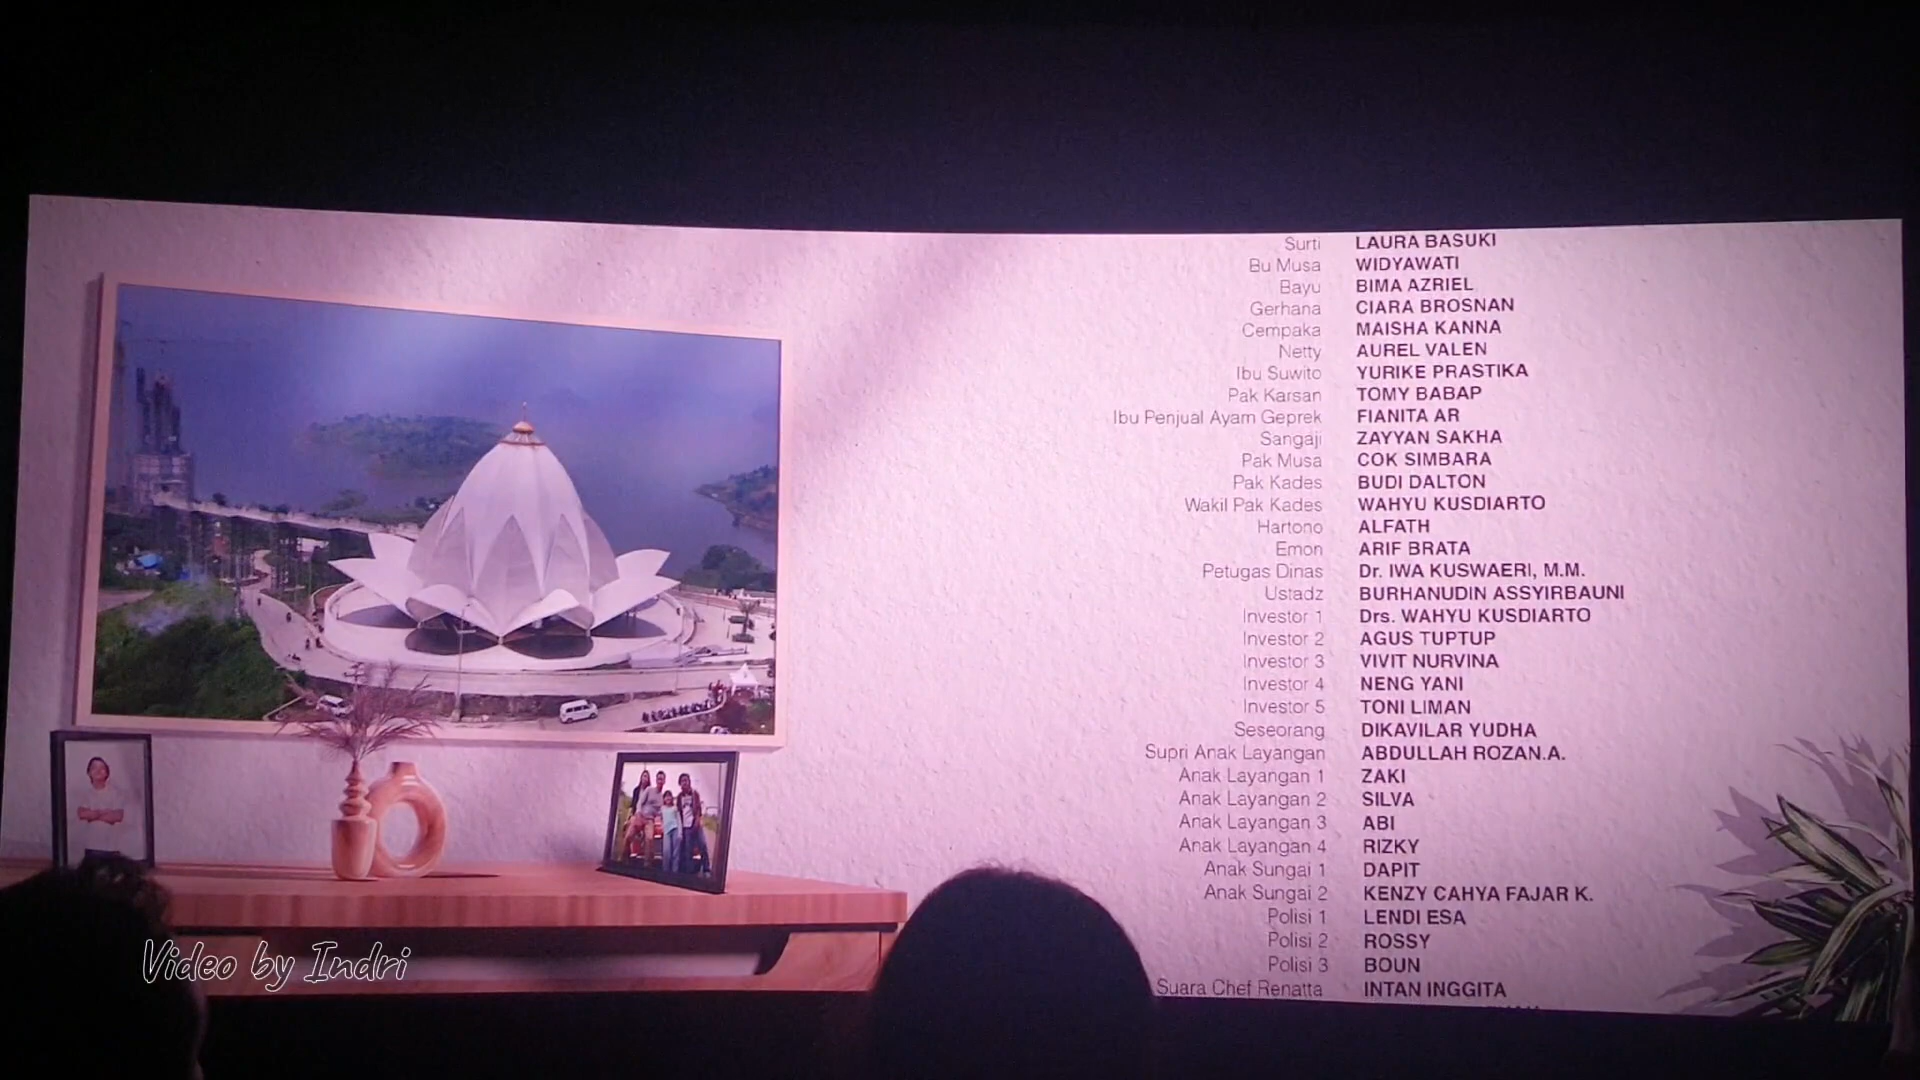 Surti LAURA BASUKI
Bu Musa WIDYAWATI
Bayu BIMA AZRIEL
Gerhana CIARA BROSNAN
Cempaka MAISHA KANNA
Netty AUREL VALEN
Ibu Suwito YURIKE PRASTIKA
Pak Karsan TOMY BABAP
Ibu Penjual Ayam Geprek FIANITA AR
Sangaji ZAYYAN SAKHA
Pak Musa COK SIMBARA
Pak Kades BUDI DALTON
Wakil Pak Kades WAHYU KUSDIARTO
Hartono ALFATH
Emon ARIF BRATA
Petugas Dinas Dr. IWA KUSWAERI, M.M.
Ustadz BURHANUDIN ASSYIRBAUNI
Investor 1 Drs. WAHYU KUSDIARTO
Investor 2 AGUS TUPTUP
Investor 3 VIVIT NURVINA
Investor 4 NENG YANI
Investor 5 TONI LIMAN
Seseorang DIKAVILAR YUDHA
Supri Anak Layangan ABDULLAH ROZAN.A.
Anak Layangan 1 ZAKI
Anak Layangan 2 SILVA
Anak Layangan 3 ABI
Anak Layangan 4 RIZKY
Anak Sungai 1 DAPIT
Anak Sungai 2 KENZY CAHYA FAJAR K.
Polisi 1 LENDI ESA
Polisi 2 ROSSY
Polisi 3 BOUN
Suara Chef Renatta INTAN INGGITA
Video by Indri